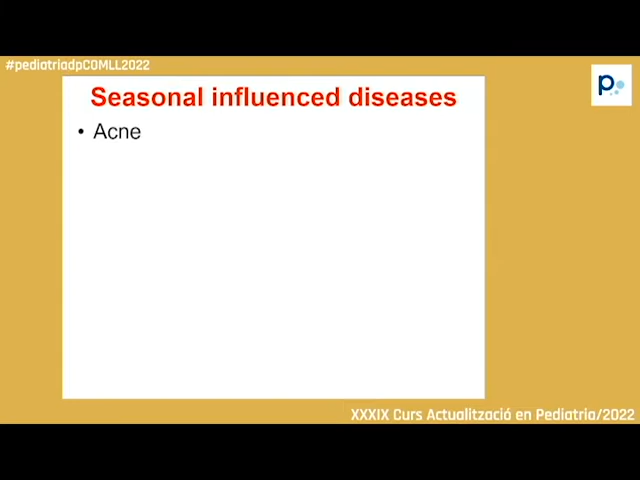 #pediatriadpCOMLL2022
Seasonal influenced diseases
• Acne
p
XXXIX Curs Actualització en Pediatria/2022